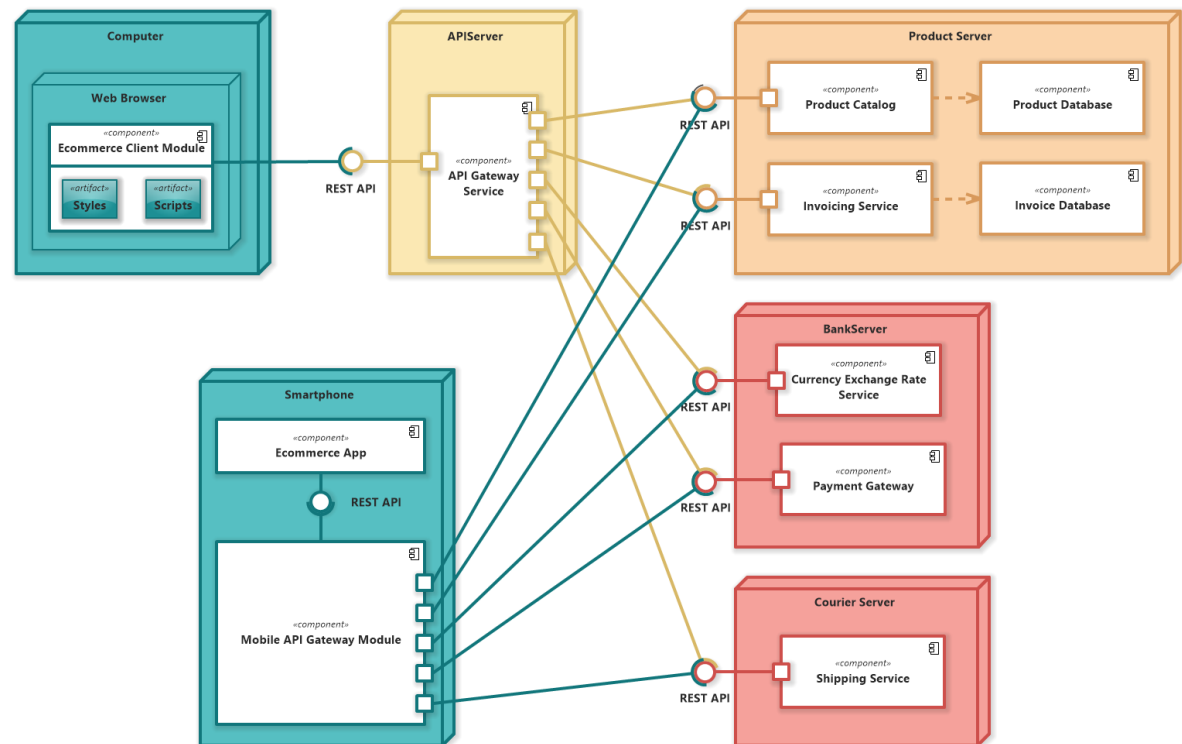 Computer
Web Browser
«component»
Ecommerce Client Module
«artifact»
Styles
«artifact»
Scripts
REST API
APIServer
«component»
API Gateway
Service
Product Server
REST API
«component»
Product Catalog
«component»
Product Database
REST API
«component»
Invoicing Service
«component»
Invoice Database
BankServer
REST API
«component»
Currency Exchange Rate
Service
REST API
«component»
Payment Gateway
Smartphone
«component»
Ecommerce App
REST API
«component»
Mobile API Gateway Module
Courier Server
REST API
«component»
Shipping Service